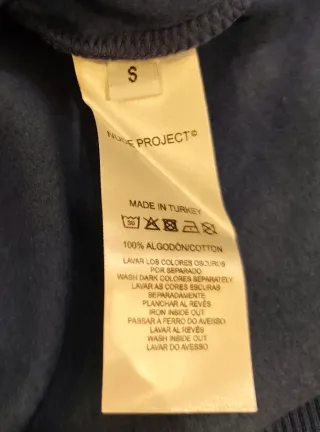 S
NUDE PROJECT©
MADE IN TURKEY
30
100% ALGODÓN/COTTON
LAVAR LOS COLORES OSCUROS
POR SEPARADO
WASH DARK COLORES SEPARATELY
LAVAR AS CORES ESCURAS
SEPARADAMENTE
PLANCHAR AL REVÉS
IRON INSIDE OUT
PASSAR A FERRO DO AVESSO
LAVAR AL REVÉS
WASH INSIDE OUT
LAVAR DO AVESSO